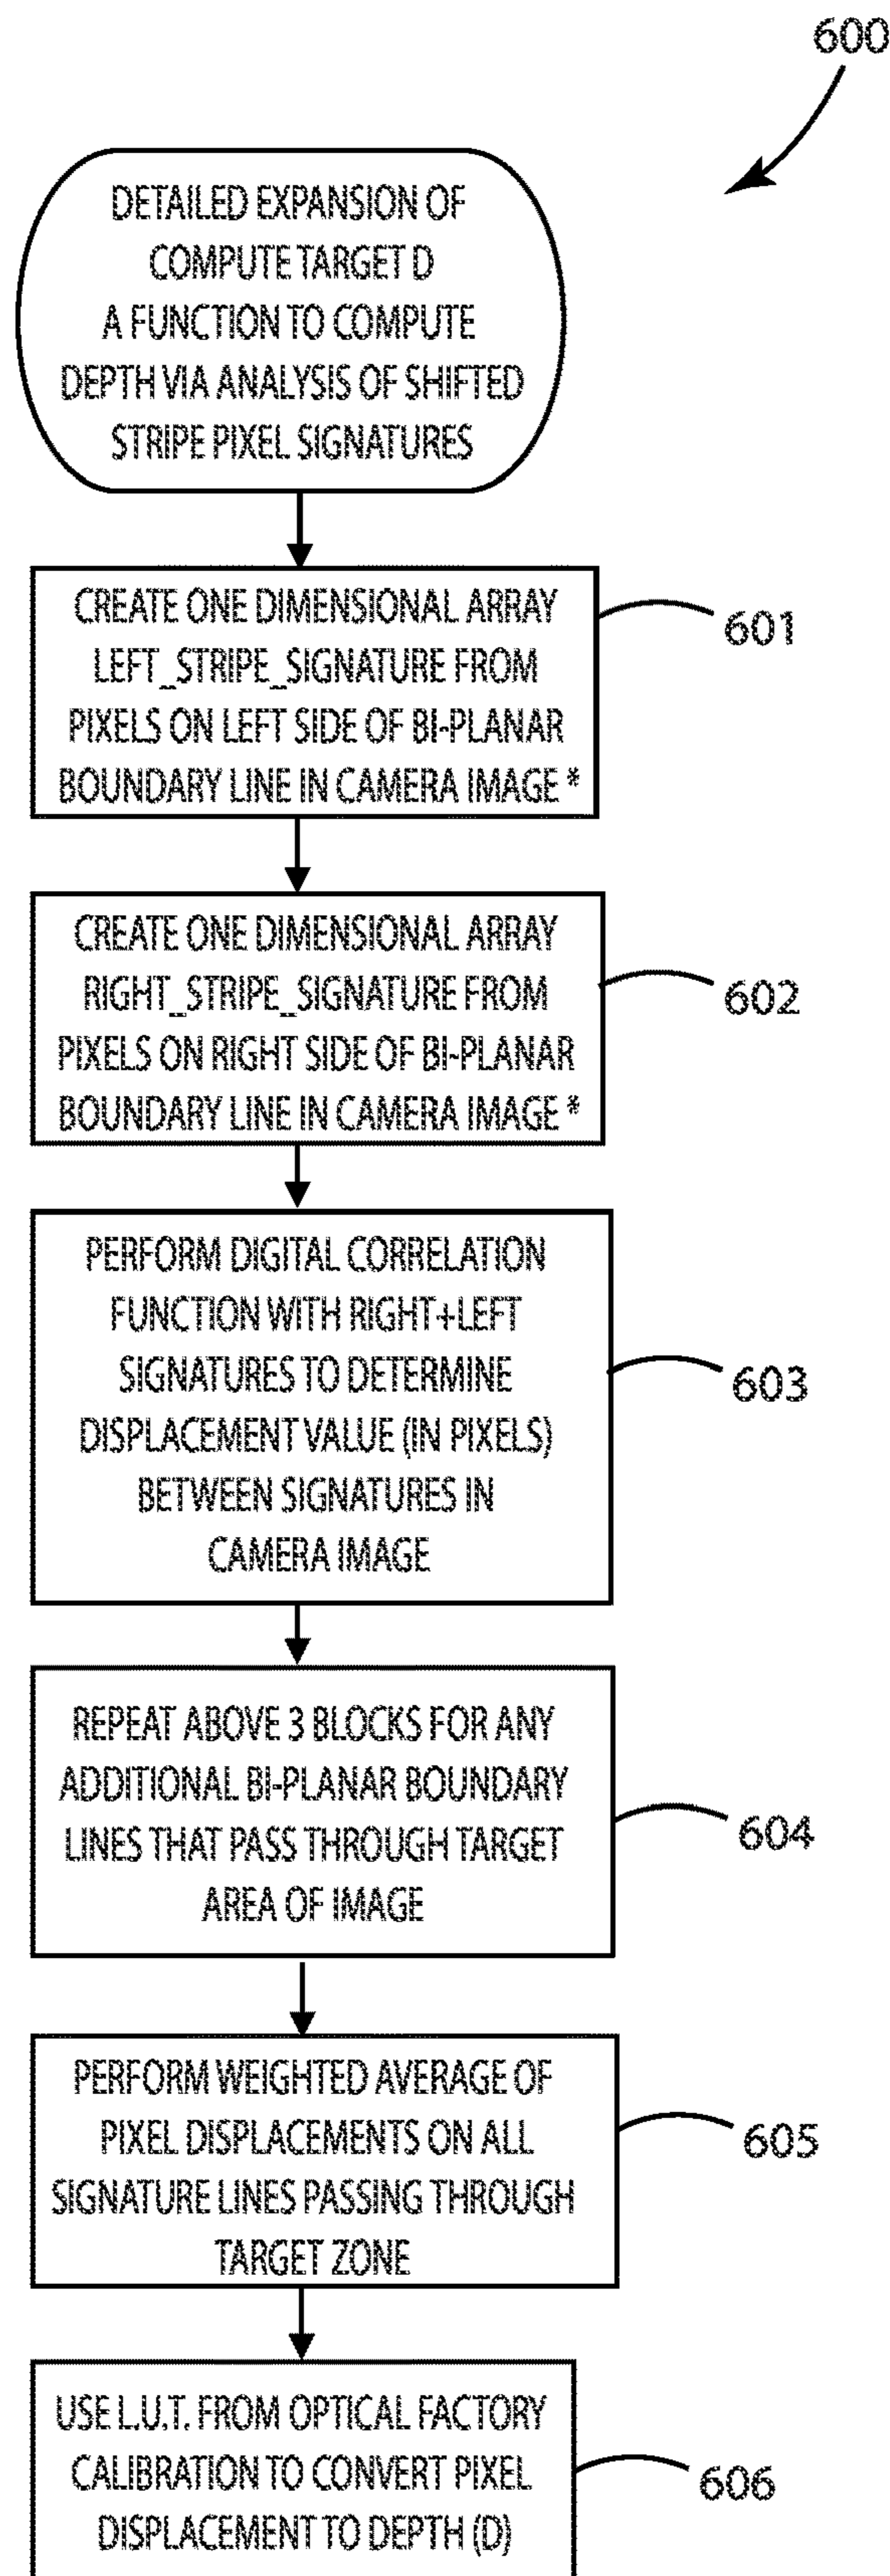 600
DETAILED EXPANSION OF
COMPUTE TARGET D
A FUNCTION TO COMPUTE
DEPTH VIA ANALYSIS OF SHIFTED
STRIPE PIXEL SIGNATURES
CREATE ONE DIMENSIONAL ARRAY
LEFT_STRIPE_SIGNATURE FROM
PIXELS ON LEFT SIDE OF BI-PLANAR
BOUNDARY LINE IN CAMERA IMAGE *
601
CREATE ONE DIMENSIONAL ARRAY
RIGHT_STRIPE_SIGNATURE FROM
PIXELS ON RIGHT SIDE OF BI-PLANAR
BOUNDARY LINE IN CAMERA IMAGE *
602
PERFORM DIGITAL CORRELATION
FUNCTION WITH RIGHT+LEFT
SIGNATURES TO DETERMINE
DISPLACEMENT VALUE (IN PIXELS)
BETWEEN SIGNATURES IN
CAMERA IMAGE
603
REPEAT ABOVE 3 BLOCKS FOR ANY
ADDITIONAL BI-PLANAR BOUNDARY
LINES THAT PASS THROUGH TARGET
AREA OF IMAGE
604
PERFORM WEIGHTED AVERAGE OF
PIXEL DISPLACEMENTS ON ALL
SIGNATURE LINES PASSING THROUGH
TARGET ZONE
605
USE L.U.T. FROM OPTICAL FACTORY
CALIBRATION TO CONVERT PIXEL
DISPLACEMENT TO DEPTH (D)
606